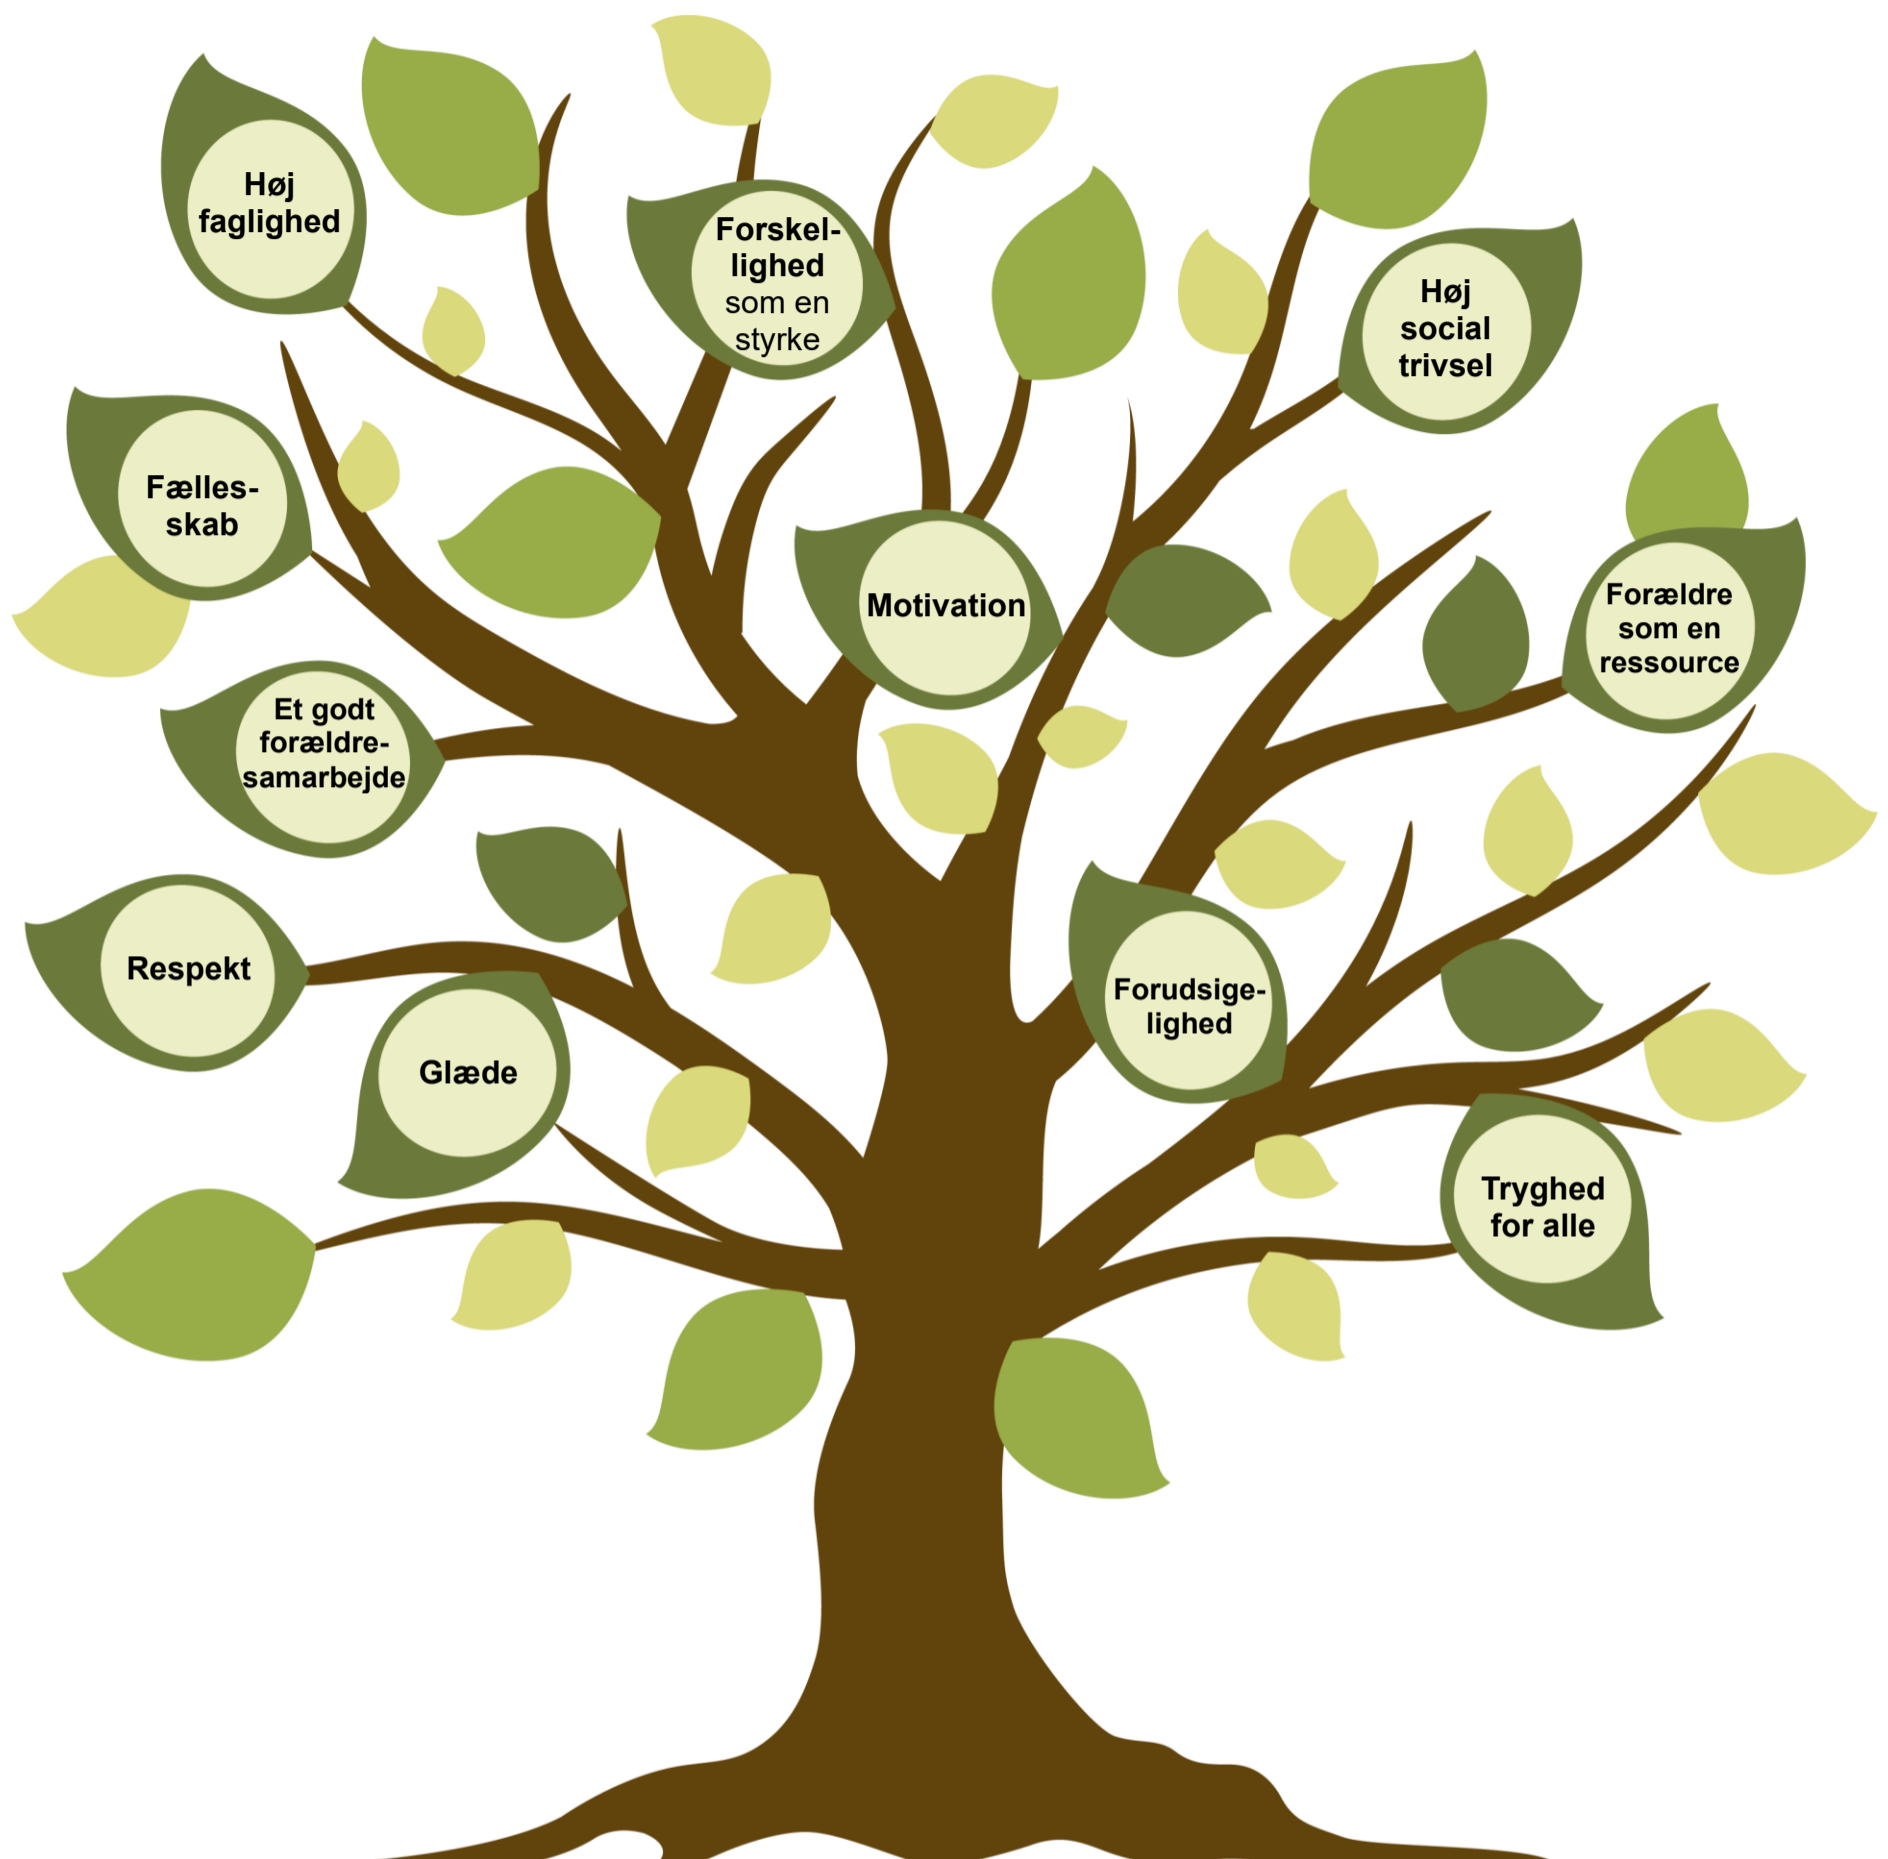 Høj
faglighed
Forskel-
lighed
som en
styrke
Høj
social
trivsel
Fælles-
skab
Motivation
Forældre
som en
ressource
Et godt
forældre-
samarbejde
Respekt
Forudsige-
lighed
Glæde
Tryghed
for alle